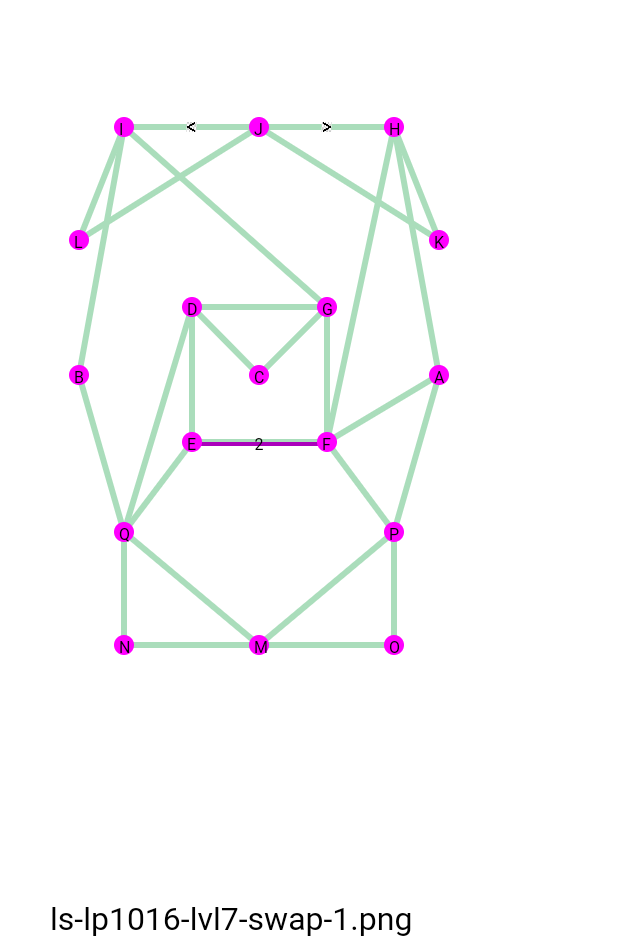 I < J > H
L K
D G
C
B A
E 2 F
Q P
N M O
ls-lp1016-lvl7-swap-1.png